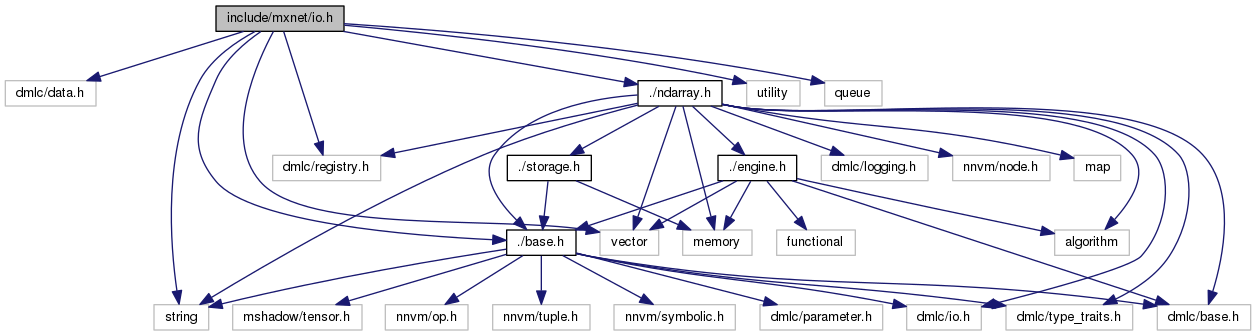 include/mxnet/io.h
dmlc/data.h
./ndarray.h
utility
queue
dmlc/registry.h
./storage.h
./engine.h
dmlc/logging.h
nnvm/node.h
map
./base.h
vector
memory
functional
algorithm
string
mshadow/tensor.h
nnvm/op.h
nnvm/tuple.h
nnvm/symbolic.h
dmlc/parameter.h
dmlc/io.h
dmlc/type_traits.h
dmlc/base.h